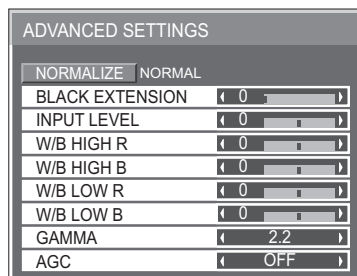 ADVANCED SETTINGS
NORMALIZE NORMAL
BLACK EXTENSION 0
INPUT LEVEL 0
W/B HIGH R 0
W/B HIGH B 0
W/B LOW R 0
W/B LOW B 0
GAMMA 2.2
AGC OFF